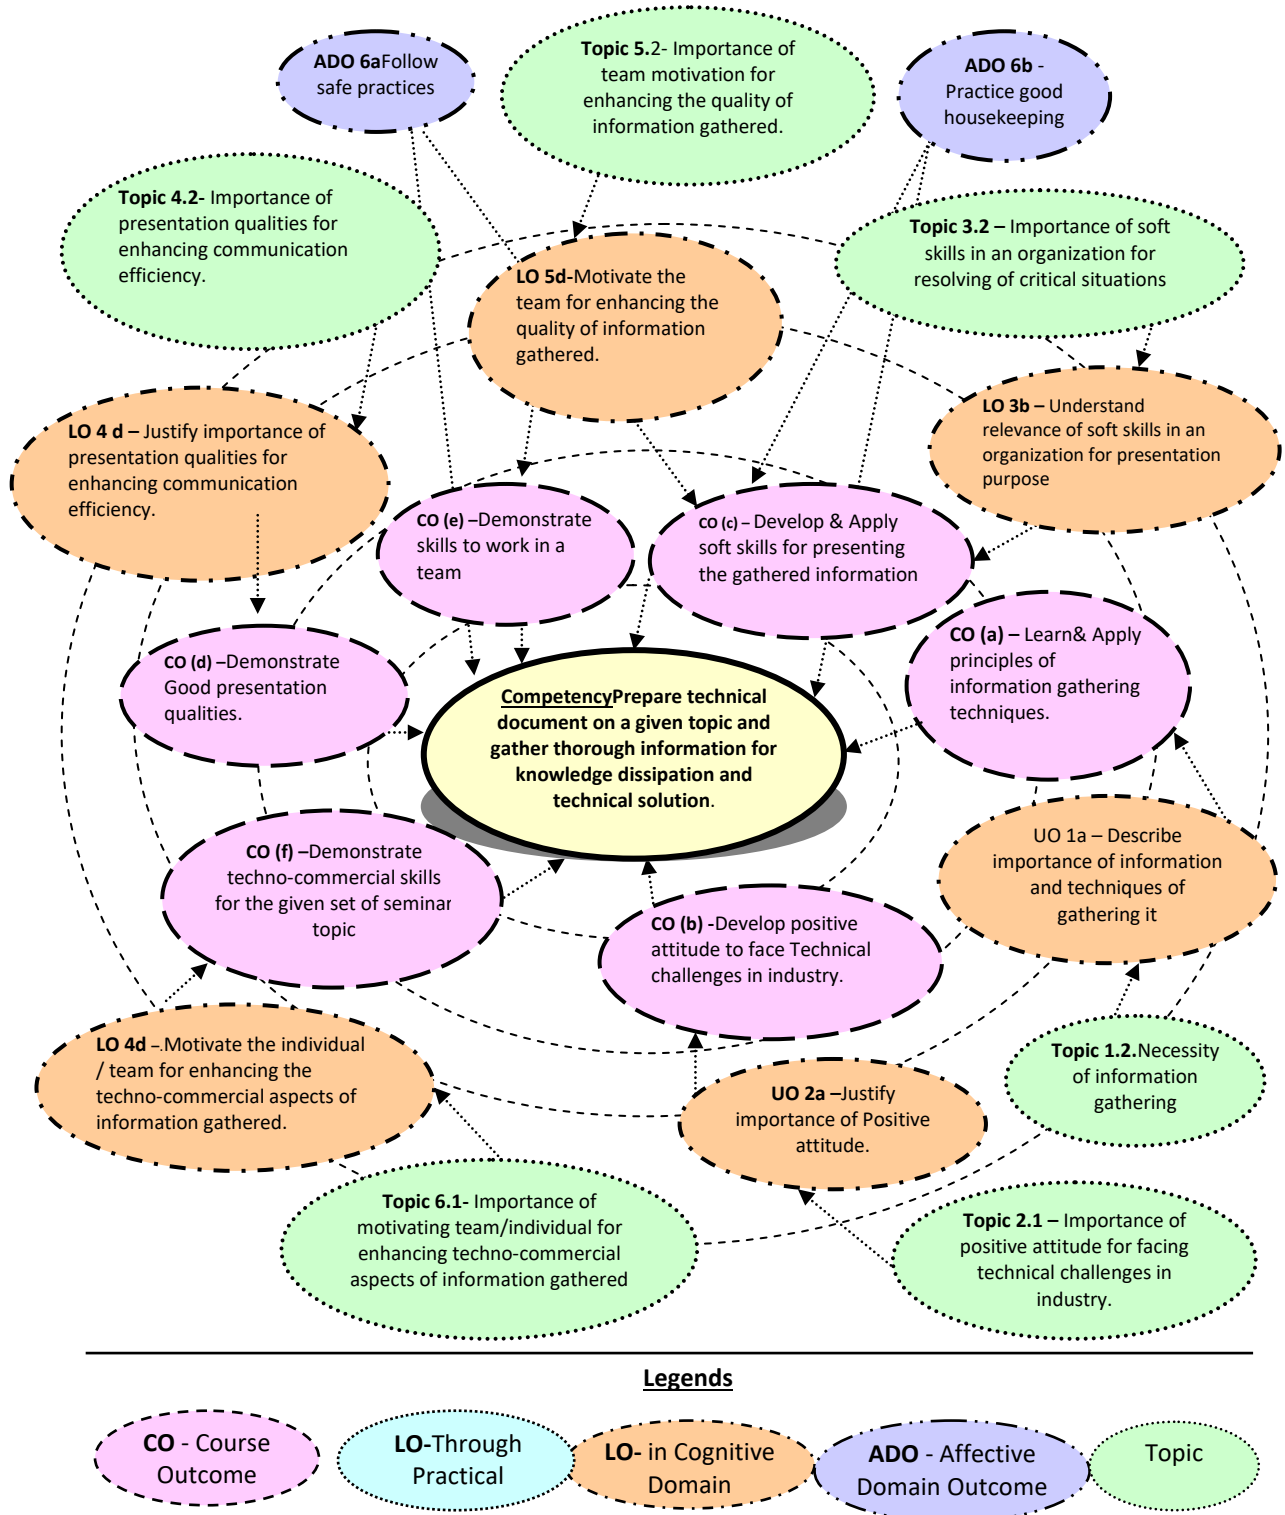 ADO 6aFollow
safe practices
Topic 5.2- Importance of
team motivation for
enhancing the quality of
information gathered.
ADO 6b -
Practice good
housekeeping
Topic 4.2- Importance of
presentation qualities for
enhancing communication
efficiency.
Topic 3.2 – Importance of soft
skills in an organization for
resolving of critical situations
LO 5d-Motivate the
team for enhancing the
quality of information
gathered.
LO 4 d – Justify importance of
presentation qualities for
enhancing communication
efficiency.
LO 3b – Understand
relevance of soft skills in an
organization for presentation
purpose
CO (e) –Demonstrate
skills to work in a
team
CO (c) – Develop & Apply
soft skills for presenting
the gathered information
CO (d) –Demonstrate
Good presentation
qualities.
CO (a) – Learn& Apply
principles of
information gathering
techniques.
CompetencyPrepare technical
document on a given topic and
gather thorough information for
knowledge dissipation and
technical solution.
CO (f) –Demonstrate
techno-commercial skills
for the given set of seminar
topic
UO 1a – Describe
importance of information
and techniques of
gathering it
CO (b) -Develop positive
attitude to face Technical
challenges in industry.
LO 4d –.Motivate the individual
/ team for enhancing the
techno-commercial aspects of
information gathered.
Topic 1.2.Necessity
of information
gathering
UO 2a –Justify
importance of Positive
attitude.
Topic 6.1- Importance of
motivating team/individual for
enhancing techno-commercial
aspects of information gathered
Topic 2.1 – Importance of
positive attitude for facing
technical challenges in
industry.
Legends
CO - Course
Outcome
LO-Through
Practical
LO- in Cognitive
Domain
ADO - Affective
Domain Outcome
Topic